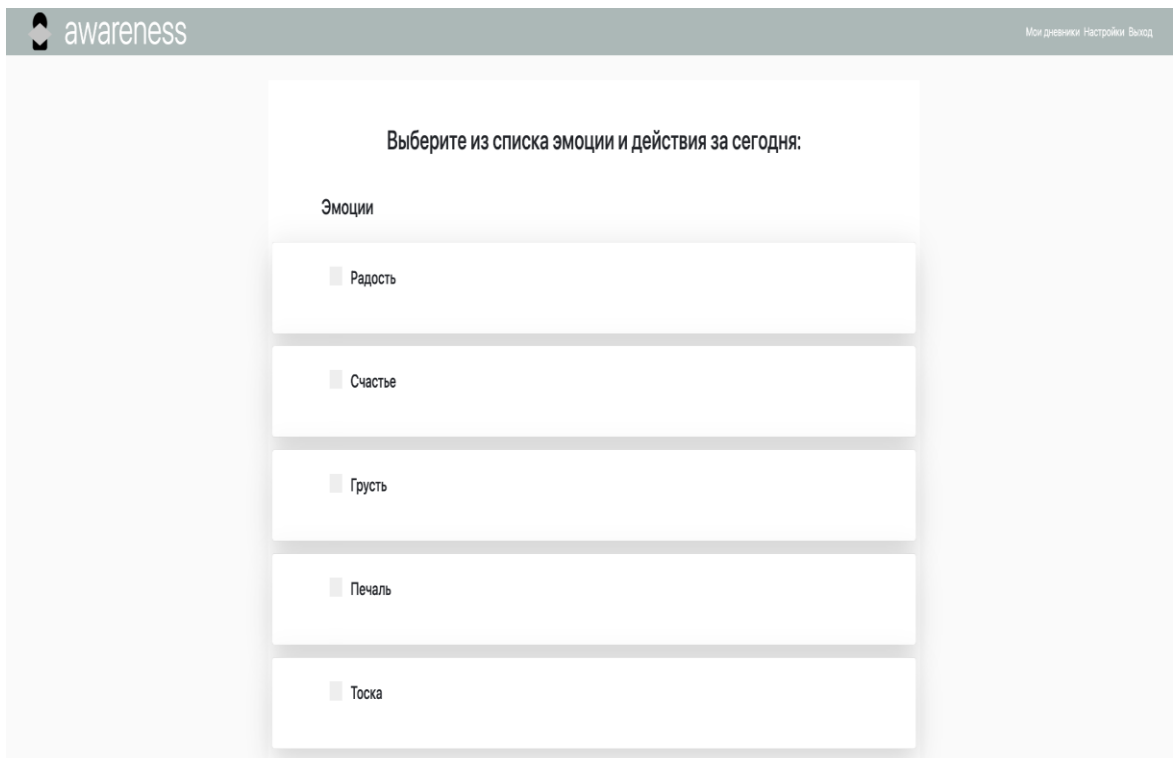 awareness
Мои дневники Настройки Выход
Выберите из списка эмоции и действия за сегодня:
Эмоции
Радость
Счастье
Грусть
Печаль
Тоска